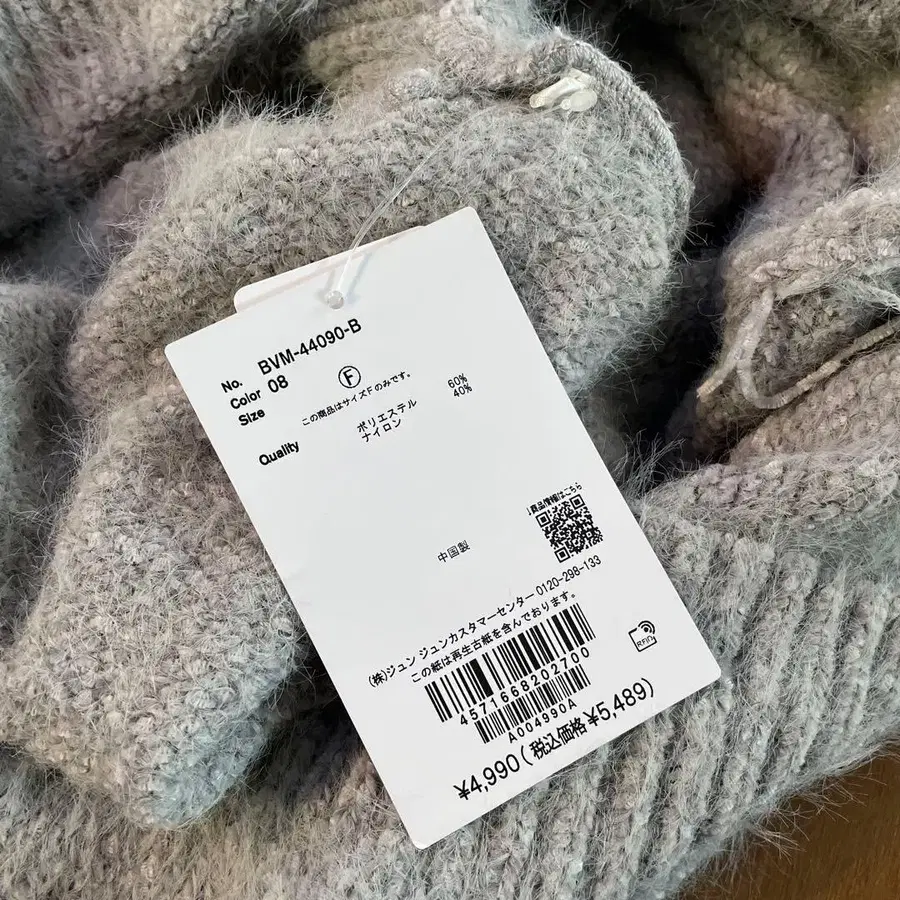 No. BVM-44090-B
Color 08
Size Ⓕ
この商品はサイズFのみです。
Quality ポリエステル 60%
ナイロン 40%
商品情報はこちら
中国製
(株)ジュン ジュンカスタマーセンター 0120-298-133
この紙は再生古紙を含んでおります。
4571668202700
A004990A
¥4,990(税込価格¥5,489)
RFID